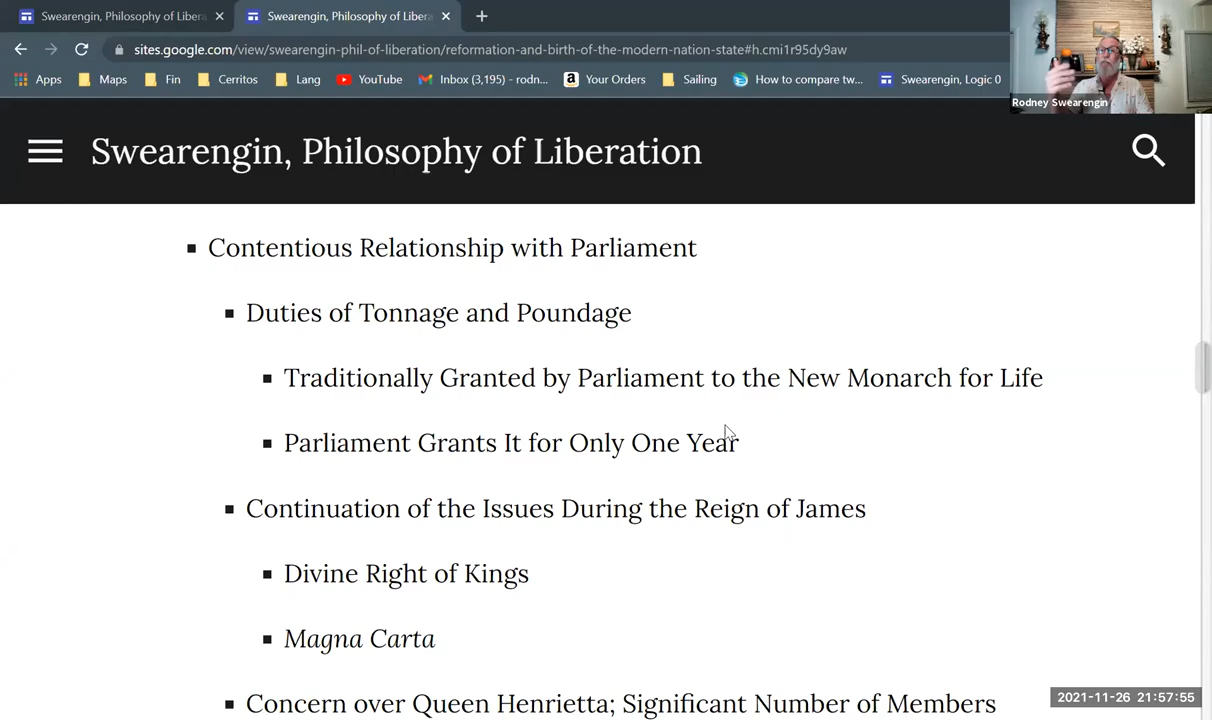 Swearengin, Philosophy of Libera
Swearengin, Philosophy of Libera
sites.google.com/view/swearengin-phil-of-liberation/reformation-and-birth-of-the-modern-nation-state#h.cmi1r95dy9aw
Apps Maps Fin Cerritos Lang YouTube Inbox (3,195) - rodn... Your Orders Sailing How to compare tw... Swearengin, Logic 0
Rodney Swearengin
Swearengin, Philosophy of Liberation
Contentious Relationship with Parliament
Duties of Tonnage and Poundage
Traditionally Granted by Parliament to the New Monarch for Life
Parliament Grants It for Only One Year
Continuation of the Issues During the Reign of James
Divine Right of Kings
Magna Carta
Concern over Queen Henrietta; Significant Number of Members
2021-11-26 21:57:55